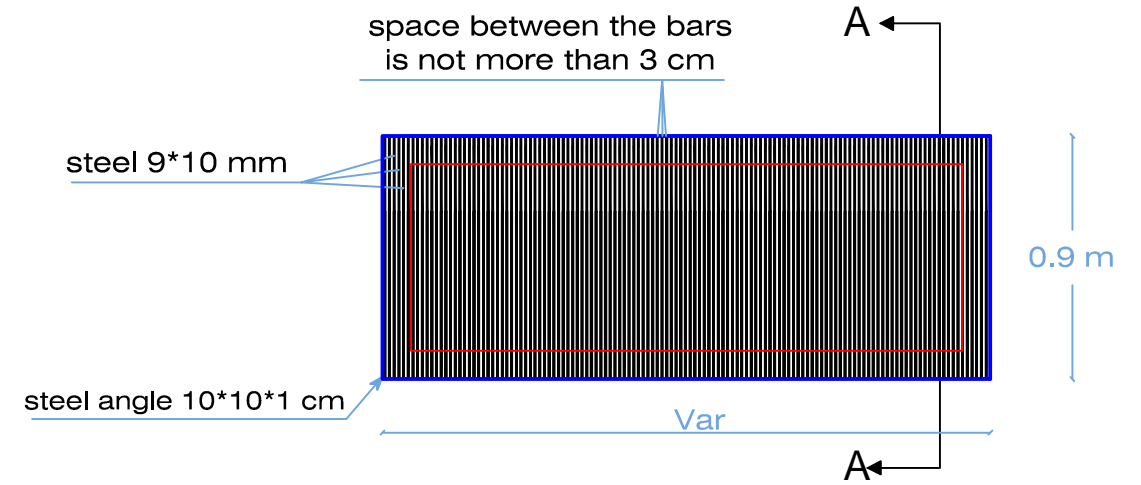 space between the bars
is not more than 3 cm
A
steel 9*10 mm
0.9 m
steel angle 10*10*1 cm
Var
A